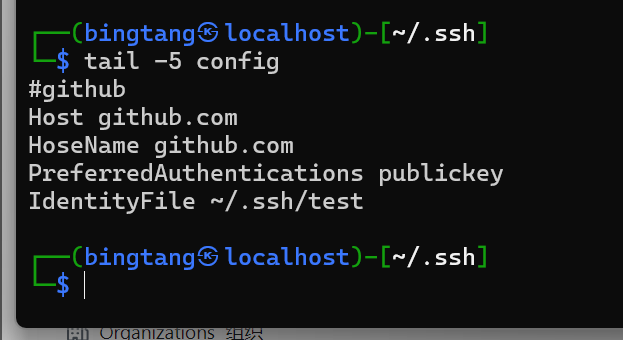 ┌──(bingtang㉿localhost)-[~/.ssh]
└─$ tail -5 config
#github
Host github.com
HoseName github.com
PreferredAuthentications publickey
IdentityFile ~/.ssh/test
┌──(bingtang㉿localhost)-[~/.ssh]
└─$
Organizations 组织